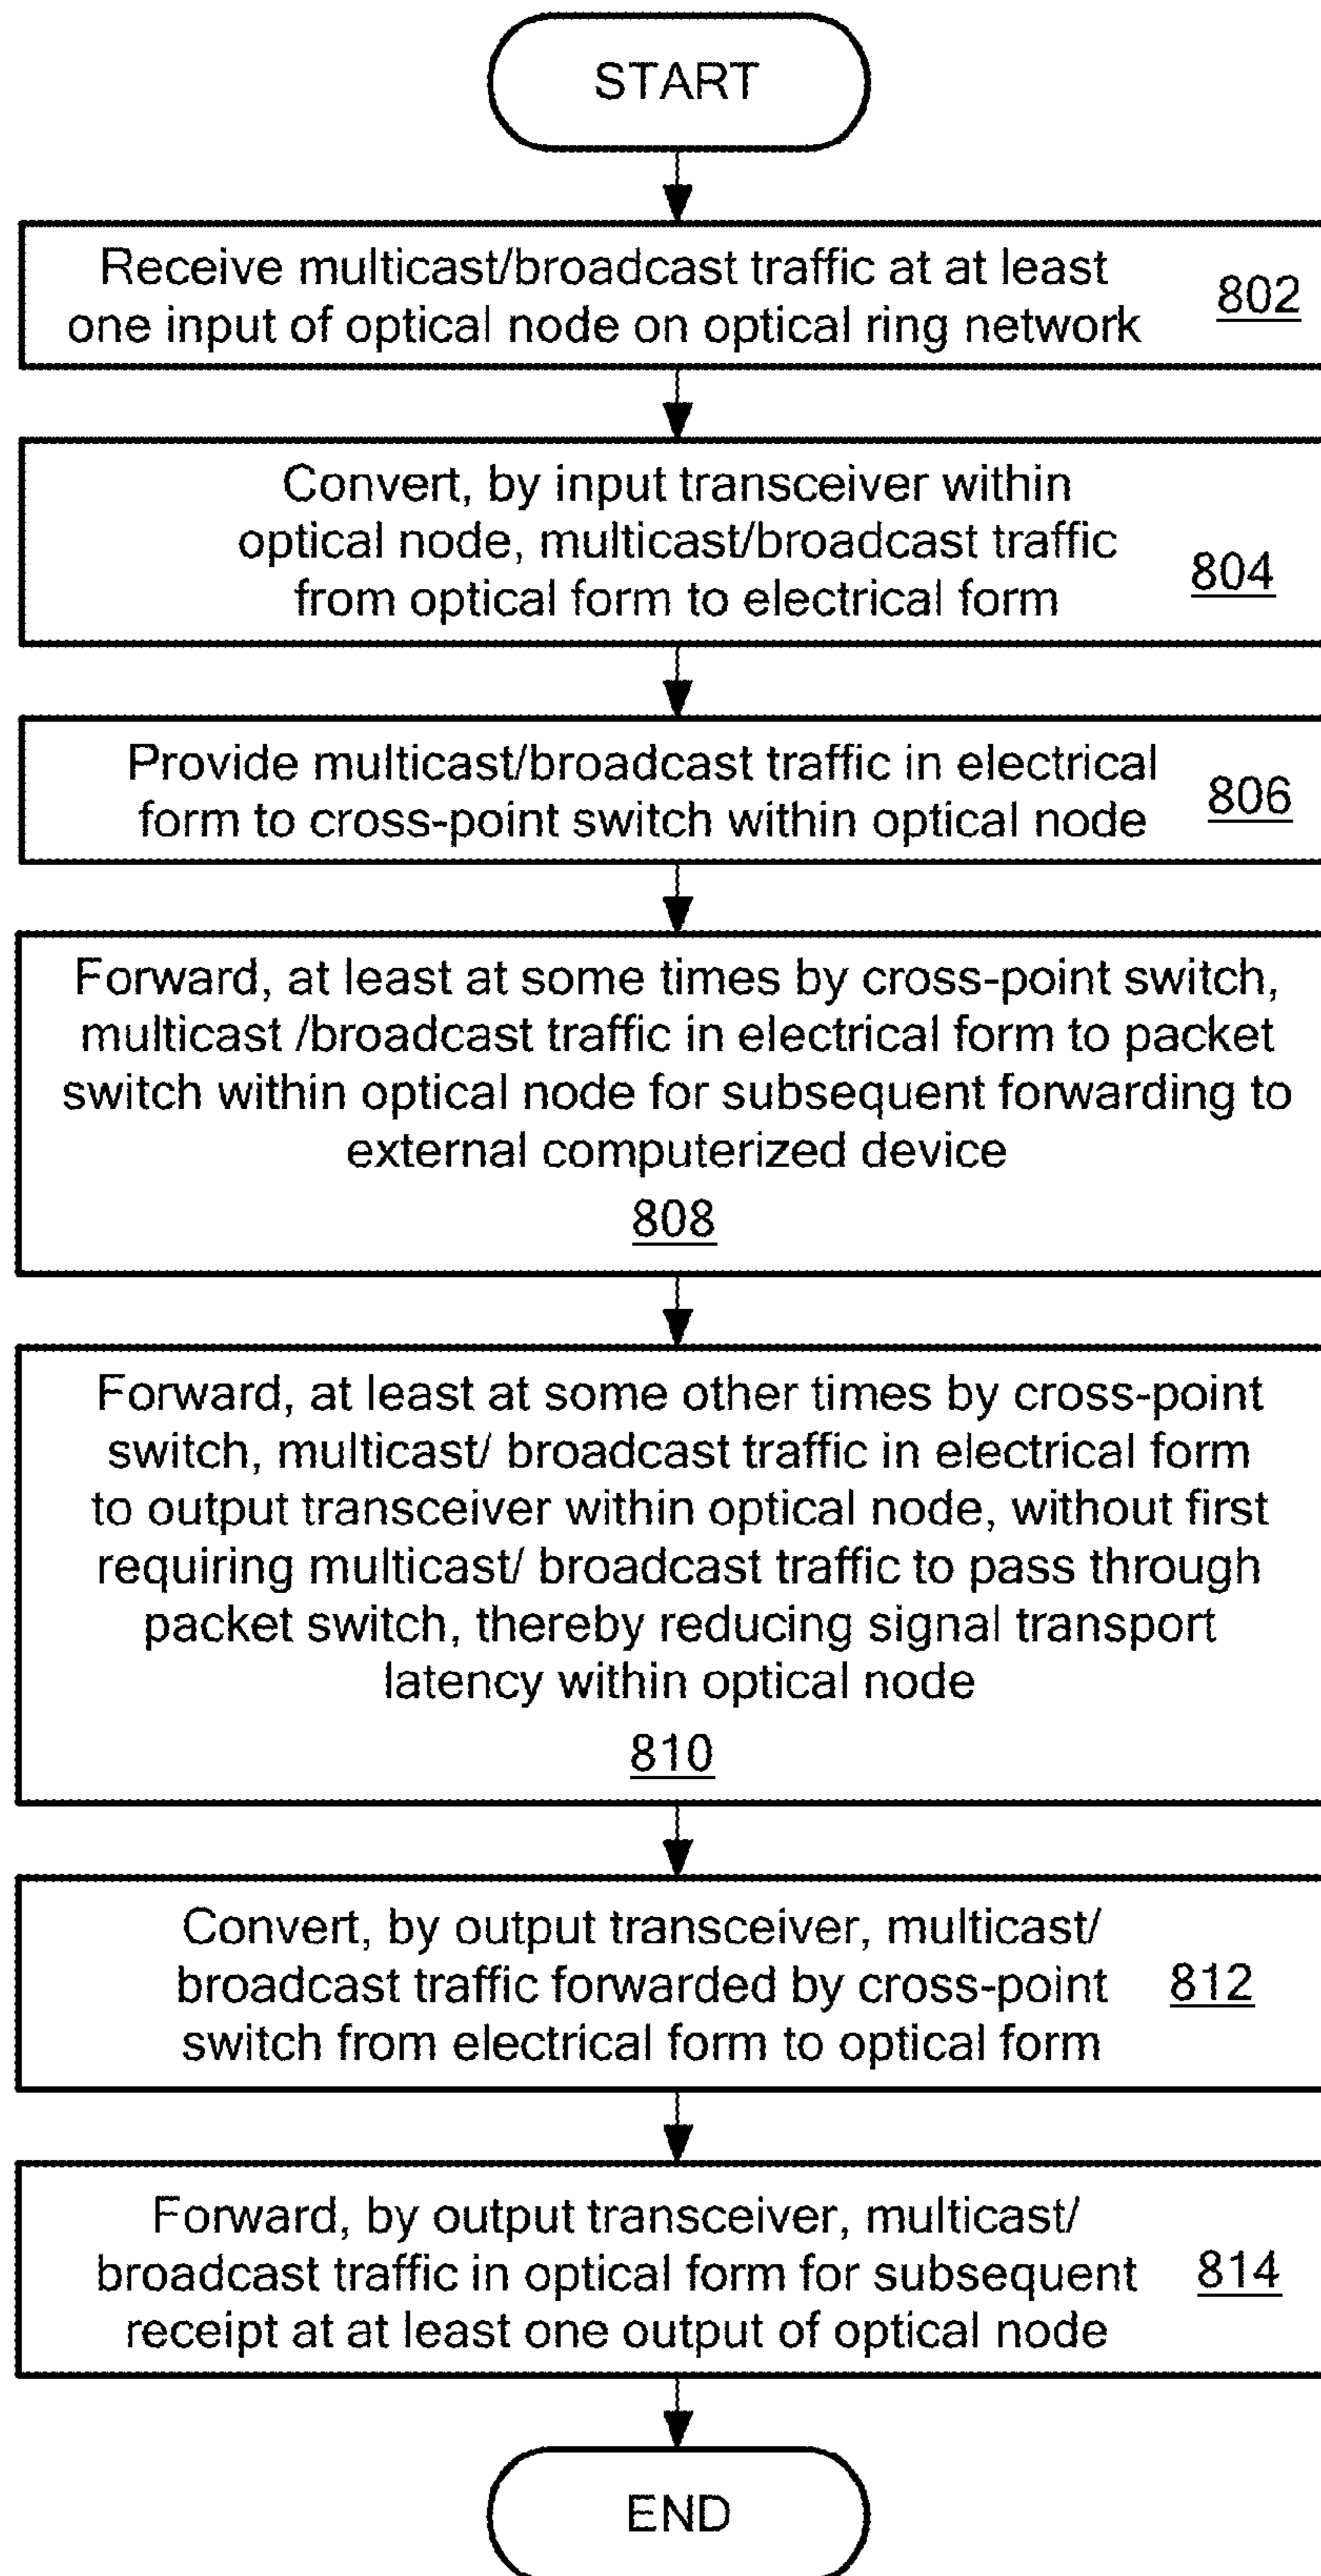 START
Receive multicast/broadcast traffic at at least
one input of optical node on optical ring network
802
Convert, by input transceiver within
optical node, multicast/broadcast traffic
from optical form to electrical form
804
Provide multicast/broadcast traffic in electrical
form to cross-point switch within optical node
806
Forward, at least at some times by cross-point switch,
multicast /broadcast traffic in electrical form to packet
switch within optical node for subsequent forwarding to
external computerized device
808
Forward, at least at some other times by cross-point
switch, multicast/ broadcast traffic in electrical form
to output transceiver within optical node, without first
requiring multicast/ broadcast traffic to pass through
packet switch, thereby reducing signal transport
latency within optical node
810
Convert, by output transceiver, multicast/
broadcast traffic forwarded by cross-point
switch from electrical form to optical form
812
Forward, by output transceiver, multicast/
broadcast traffic in optical form for subsequent
receipt at at least one output of optical node
814
END